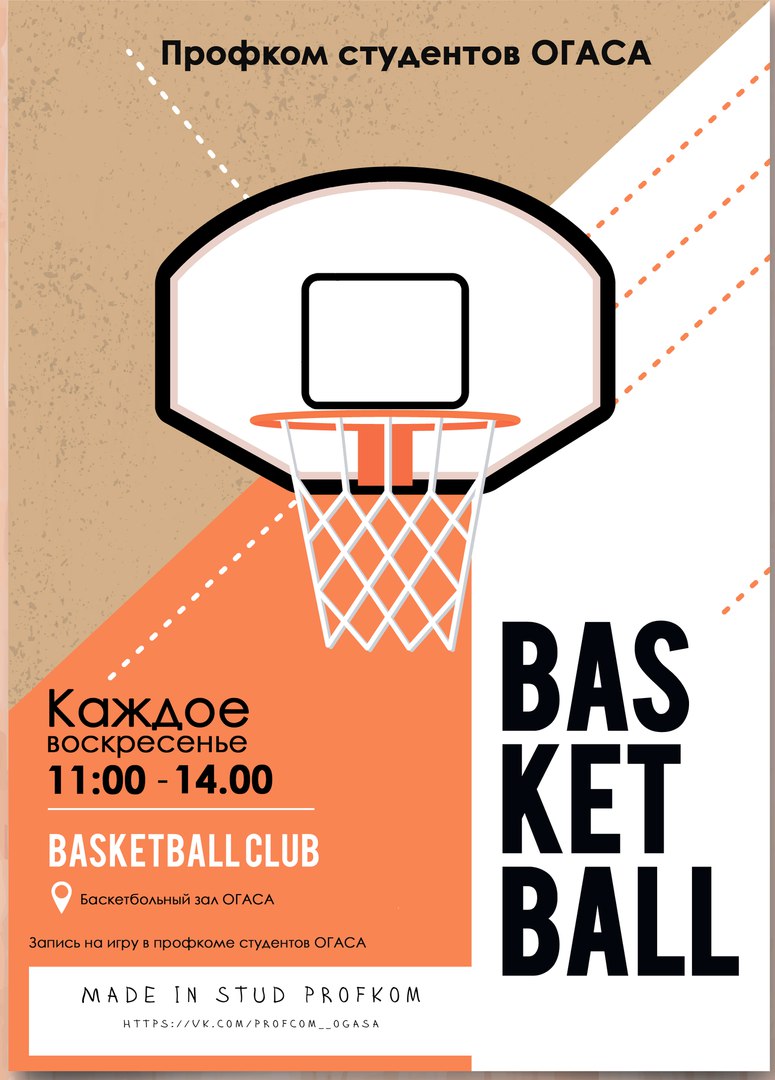 Профком студентов ОГАСА
Каждое
воскресенье
11:00 - 14.00
BASKETBALL CLUB
Баскетбольный зал ОГАСА
Запись на игру в профкоме студентов ОГАСА
MADE IN STUD PROFKOM
HTTPS://VK.COM/PROFCOM__OGASA
BAS
KET
BALL